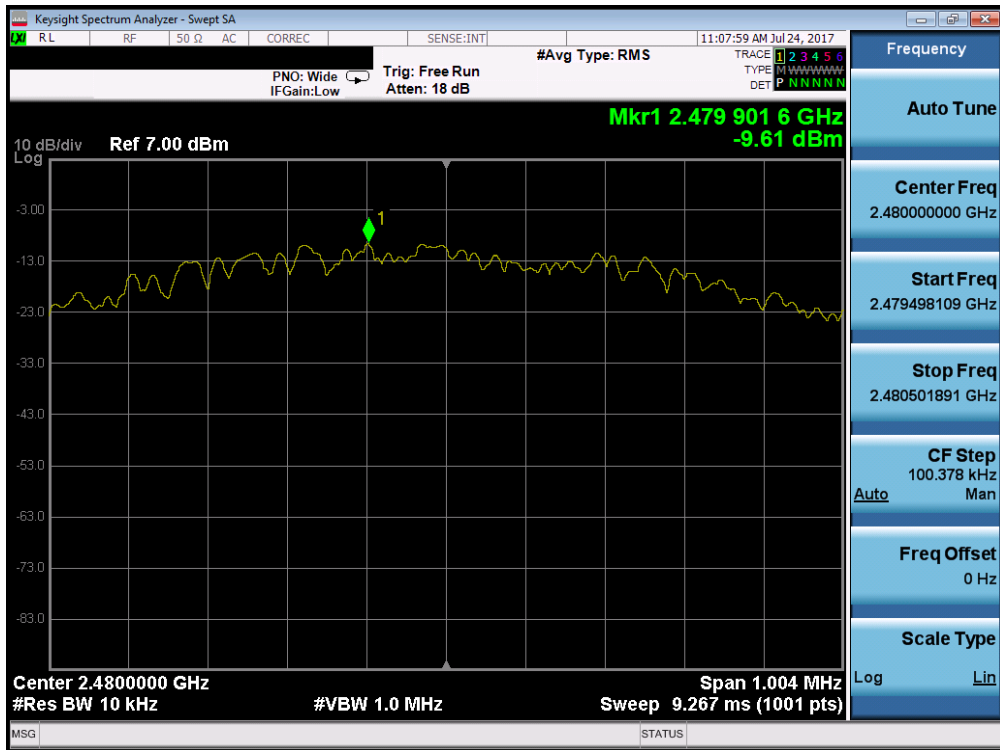 Keysight Spectrum Analyzer - Swept SA
LXI RL RF 50 Ω AC CORREC SENSE:INT 11:07:59 AM Jul 24, 2017
#Avg Type: RMS TRACE 1 2 3 4 5 6
PNO: Wide Trig: Free Run TYPE M WWWWW
IFGain:Low Atten: 18 dB DET P N N N N N
Mkr1 2.479 901 6 GHz
-9.61 dBm
10 dB/div Ref 7.00 dBm
Log
1
-3.00
-13.0
-23.0
-33.0
-43.0
-53.0
-63.0
-73.0
-83.0
Center 2.4800000 GHz Span 1.004 MHz
#Res BW 10 kHz #VBW 1.0 MHz Sweep 9.267 ms (1001 pts)
MSG STATUS
Frequency
Auto Tune
Center Freq
2.480000000 GHz
Start Freq
2.479498109 GHz
Stop Freq
2.480501891 GHz
CF Step
100.378 kHz
Auto Man
Freq Offset
0 Hz
Scale Type
Log Lin